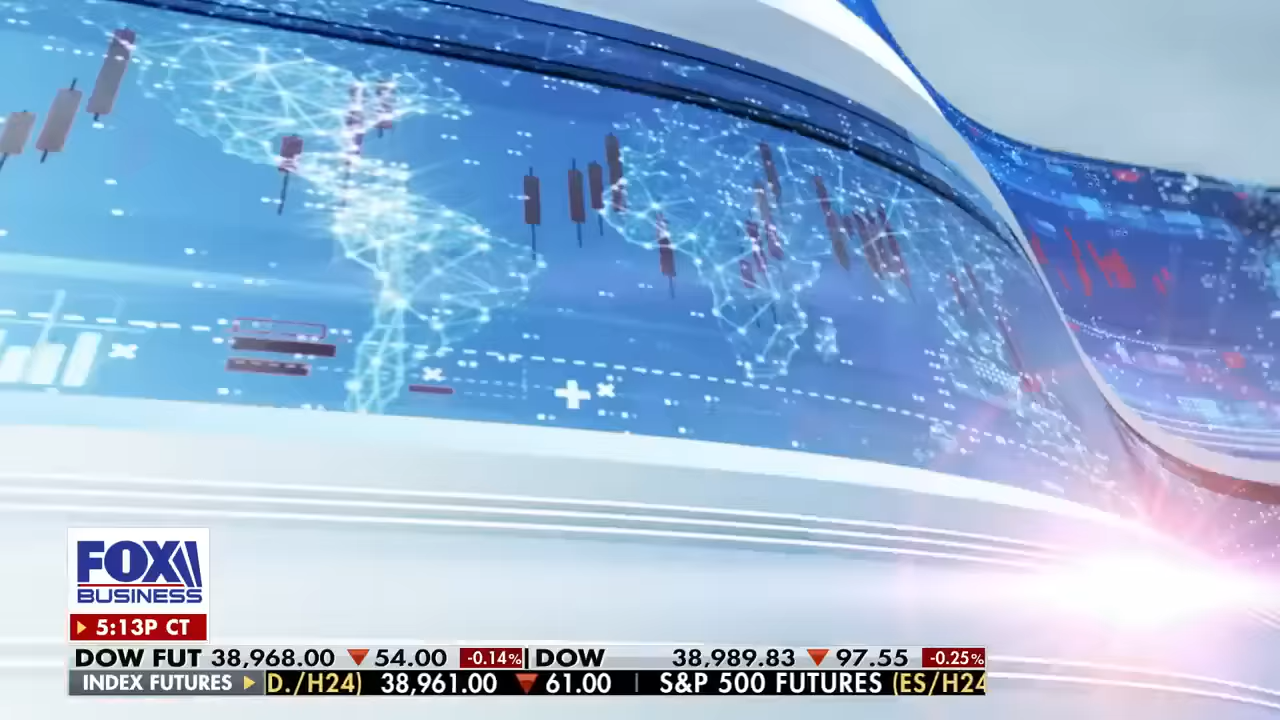 FOX
BUSINESS
5:13P CT
DOW FUT 38,968.00 ▼ 54.00 -0.14% DOW 38,989.83 ▼ 97.55 -0.25%
INDEX FUTURES D./H24) 38,961.00 ▼ 61.00 | S&P 500 FUTURES (ES/H24